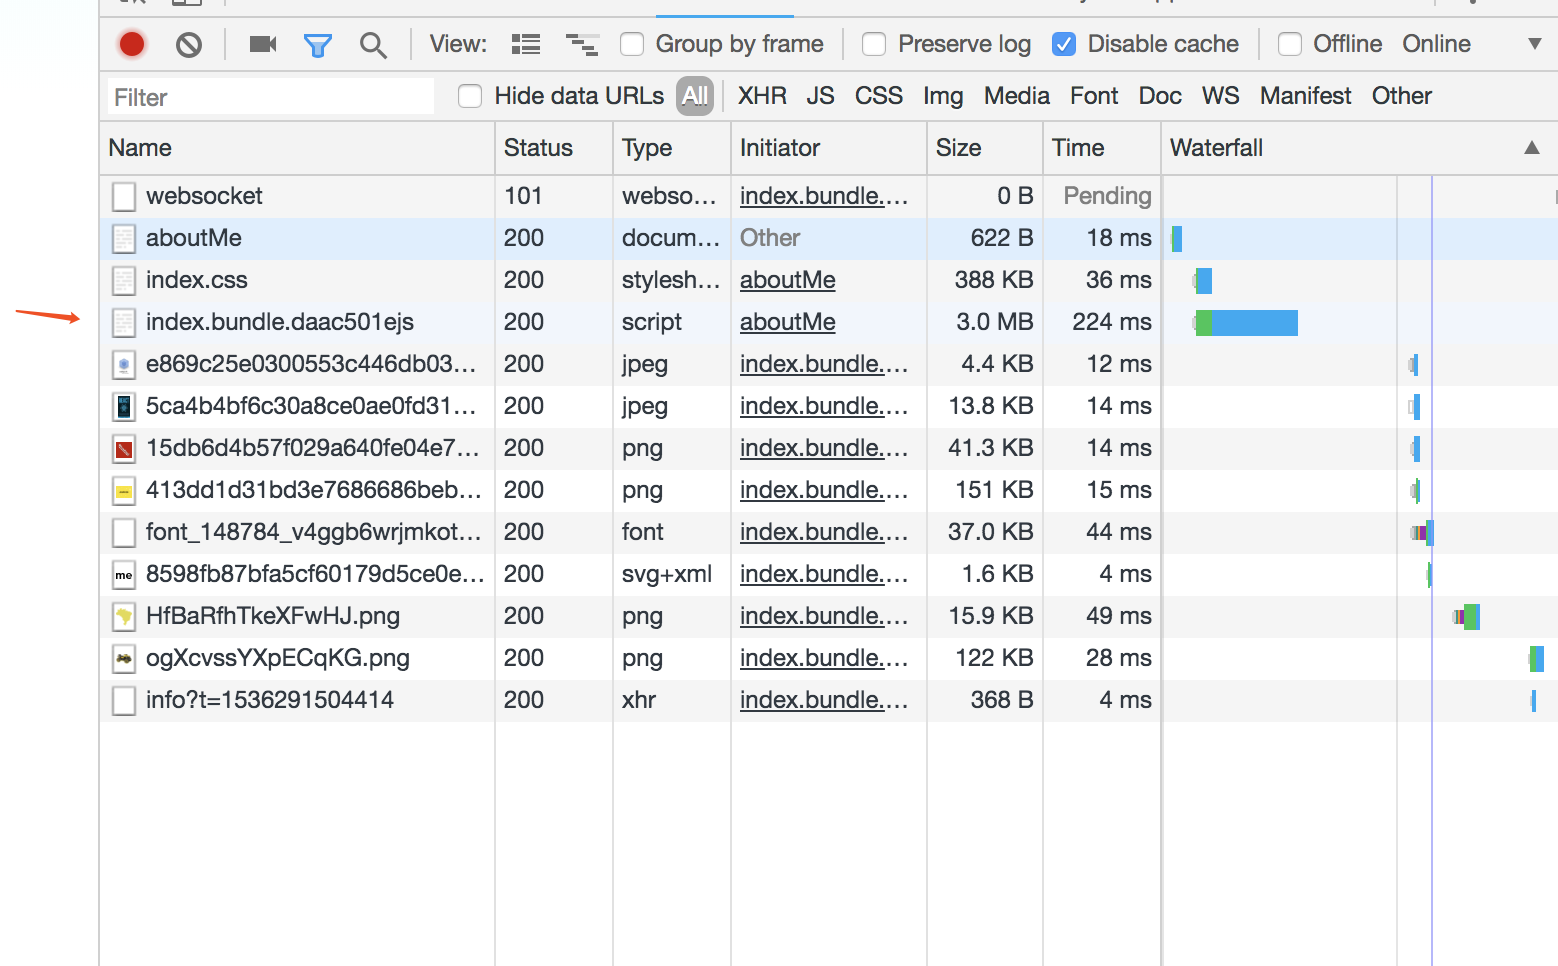 View: Group by frame Preserve log Disable cache Offline Online
Filter Hide data URLs All XHR JS CSS Img Media Font Doc WS Manifest Other
Name Status Type Initiator Size Time Waterfall
websocket 101 webso... index.bundle.... 0 B Pending
aboutMe 200 docum... Other 622 B 18 ms
index.css 200 stylesh... aboutMe 388 KB 36 ms
index.bundle.daac501ejs 200 script aboutMe 3.0 MB 224 ms
e869c25e0300553c446db03... 200 jpeg index.bundle.... 4.4 KB 12 ms
5ca4b4bf6c30a8ce0ae0fd31... 200 jpeg index.bundle.... 13.8 KB 14 ms
15db6d4b57f029a640fe04e7... 200 png index.bundle.... 41.3 KB 14 ms
413dd1d31bd3e7686686beb... 200 png index.bundle.... 151 KB 15 ms
font_148784_v4ggb6wrjmkot... 200 font index.bundle.... 37.0 KB 44 ms
me 8598fb87bfa5cf60179d5ce0e... 200 svg+xml index.bundle.... 1.6 KB 4 ms
HfBaRfhTkeXFwHJ.png 200 png index.bundle.... 15.9 KB 49 ms
ogXcvssYXpECqKG.png 200 png index.bundle.... 122 KB 28 ms
info?t=1536291504414 200 xhr index.bundle.... 368 B 4 ms